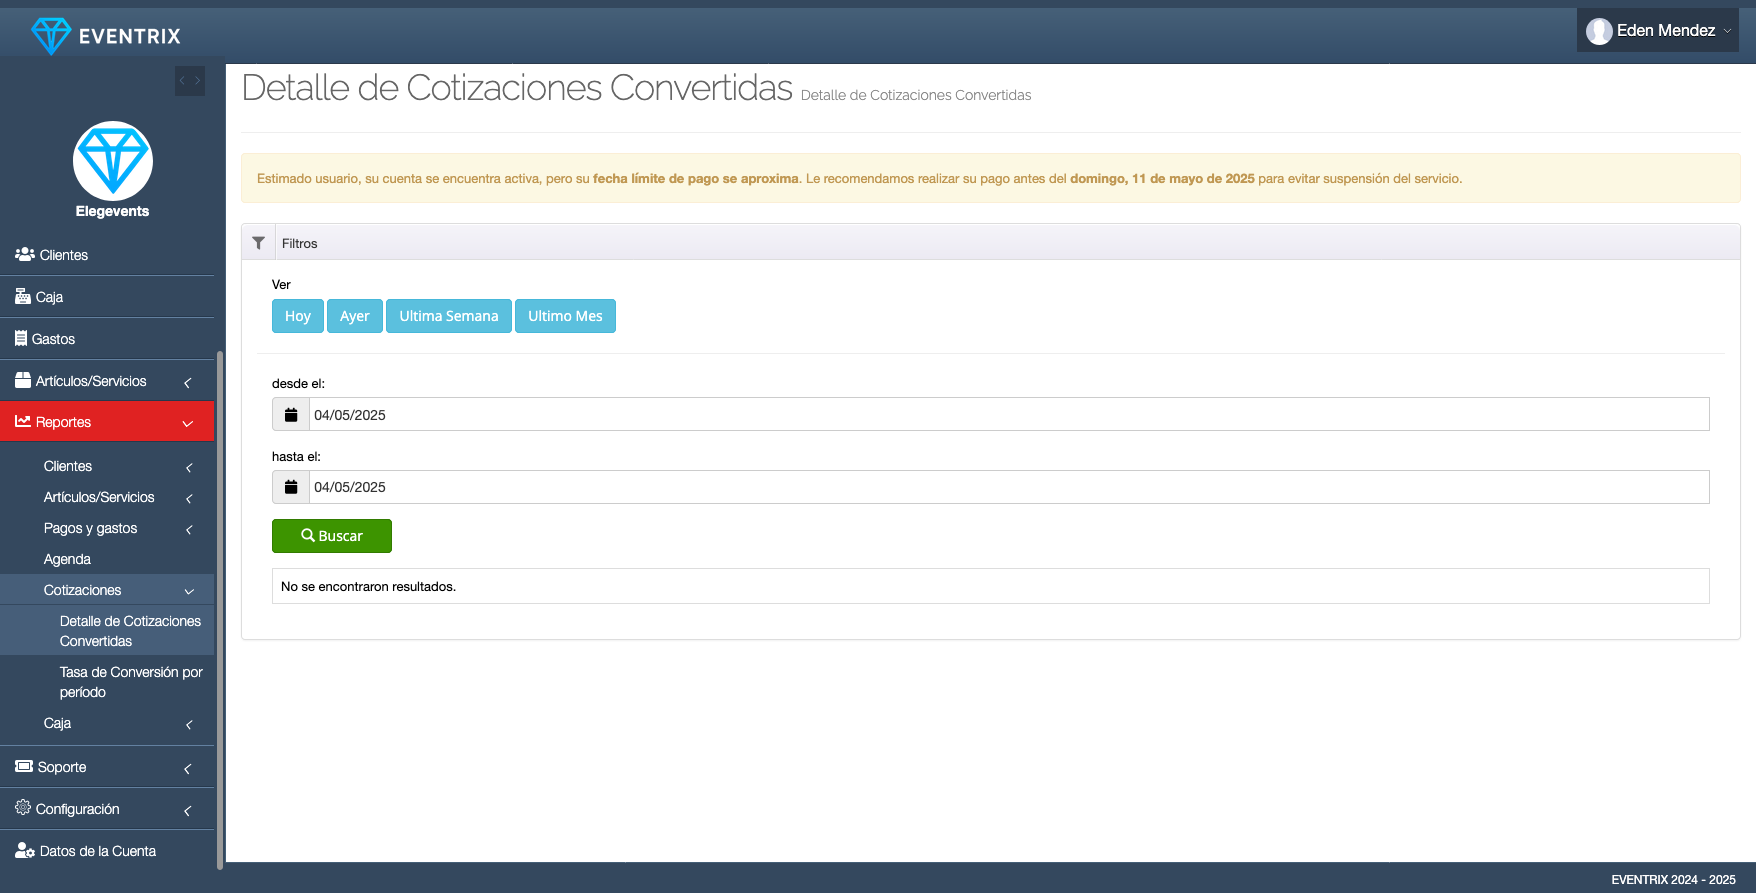 EVENTRIX
Eden Mendez
Elegevents
Clientes
Caja
Gastos
Artículos/Servicios
Reportes
Clientes
Artículos/Servicios
Pagos y gastos
Agenda
Cotizaciones
Detalle de Cotizaciones
Convertidas
Tasa de Conversión por
período
Caja
Soporte
Configuración
Datos de la Cuenta
Detalle de Cotizaciones Convertidas Detalle de Cotizaciones Convertidas
Estimado usuario, su cuenta se encuentra activa, pero su fecha límite de pago se aproxima. Le recomendamos realizar su pago antes del domingo, 11 de mayo de 2025 para evitar suspensión del servicio.
Filtros
Ver
Hoy Ayer Ultima Semana Ultimo Mes
desde el:
04/05/2025
hasta el:
04/05/2025
Buscar
No se encontraron resultados.
EVENTRIX 2024 - 2025